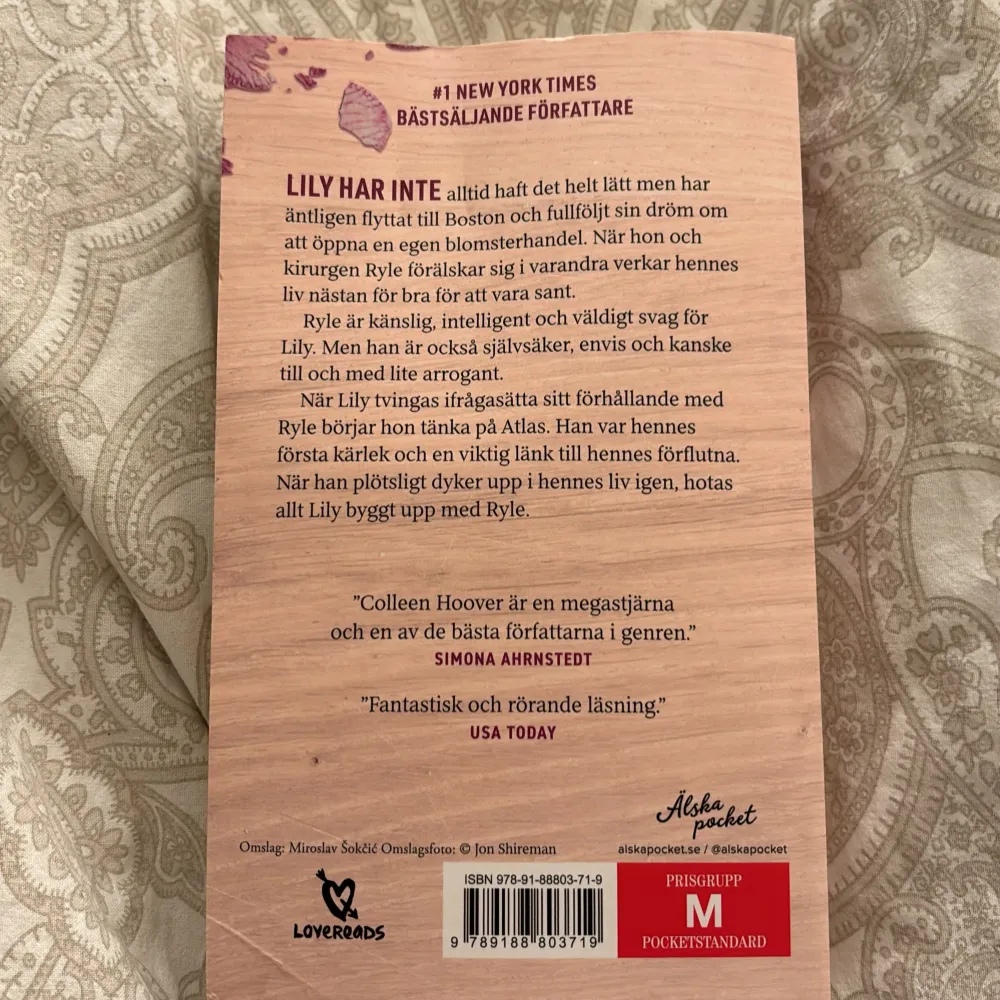 #1 NEW YORK TIMES
BÄSTSÄLJANDE FÖRFATTARE
LILY HAR INTE alltid haft det helt lätt men har
äntligen flyttat till Boston och fullföljt sin dröm om
att öppna en egen blomsterhandel. När hon och
kirurgen Ryle förälskar sig i varandra verkar hennes
liv nästan för bra för att vara sant.
Ryle är känslig, intelligent och väldigt svag för
Lily. Men han är också självsäker, envis och kanske
till och med lite arrogant.
När Lily tvingas ifrågasätta sitt förhållande med
Ryle börjar hon tänka på Atlas. Han var hennes
första kärlek och en viktig länk till hennes förflutna.
När han plötsligt dyker upp i hennes liv igen, hotas
allt Lily byggt upp med Ryle.
”Colleen Hoover är en megastjärna
och en av de bästa författarna i genren.”
SIMONA AHRNSTEDT
”Fantastisk och rörande läsning.”
USA TODAY
Älska
pocket
alskapocket.se / @alskapocket
Omslag: Miroslav Šokčić Omslagsfoto: © Jon Shireman
LOVEREADS
ISBN 978-91-88803-71-9
9 789188 803719
PRISGRUPP
M
POCKETSTANDARD